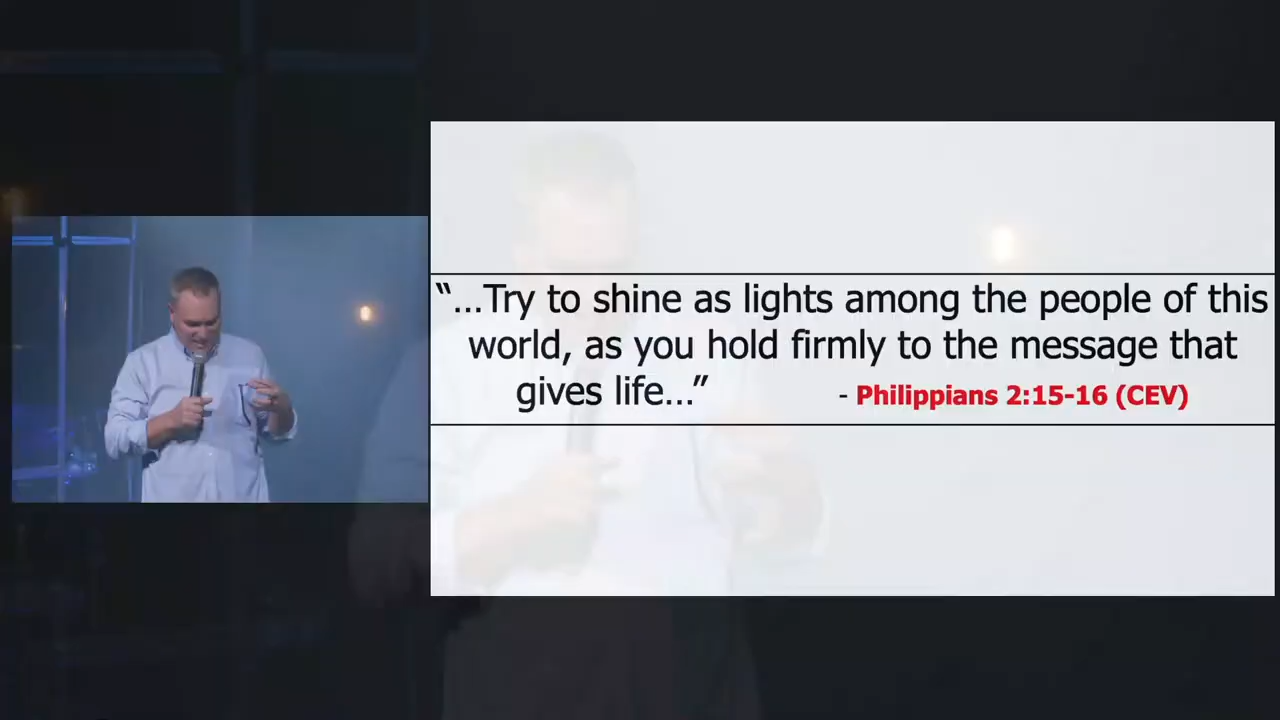 “...Try to shine as lights among the people of this
world, as you hold firmly to the message that
gives life...” - Philippians 2:15-16 (CEV)